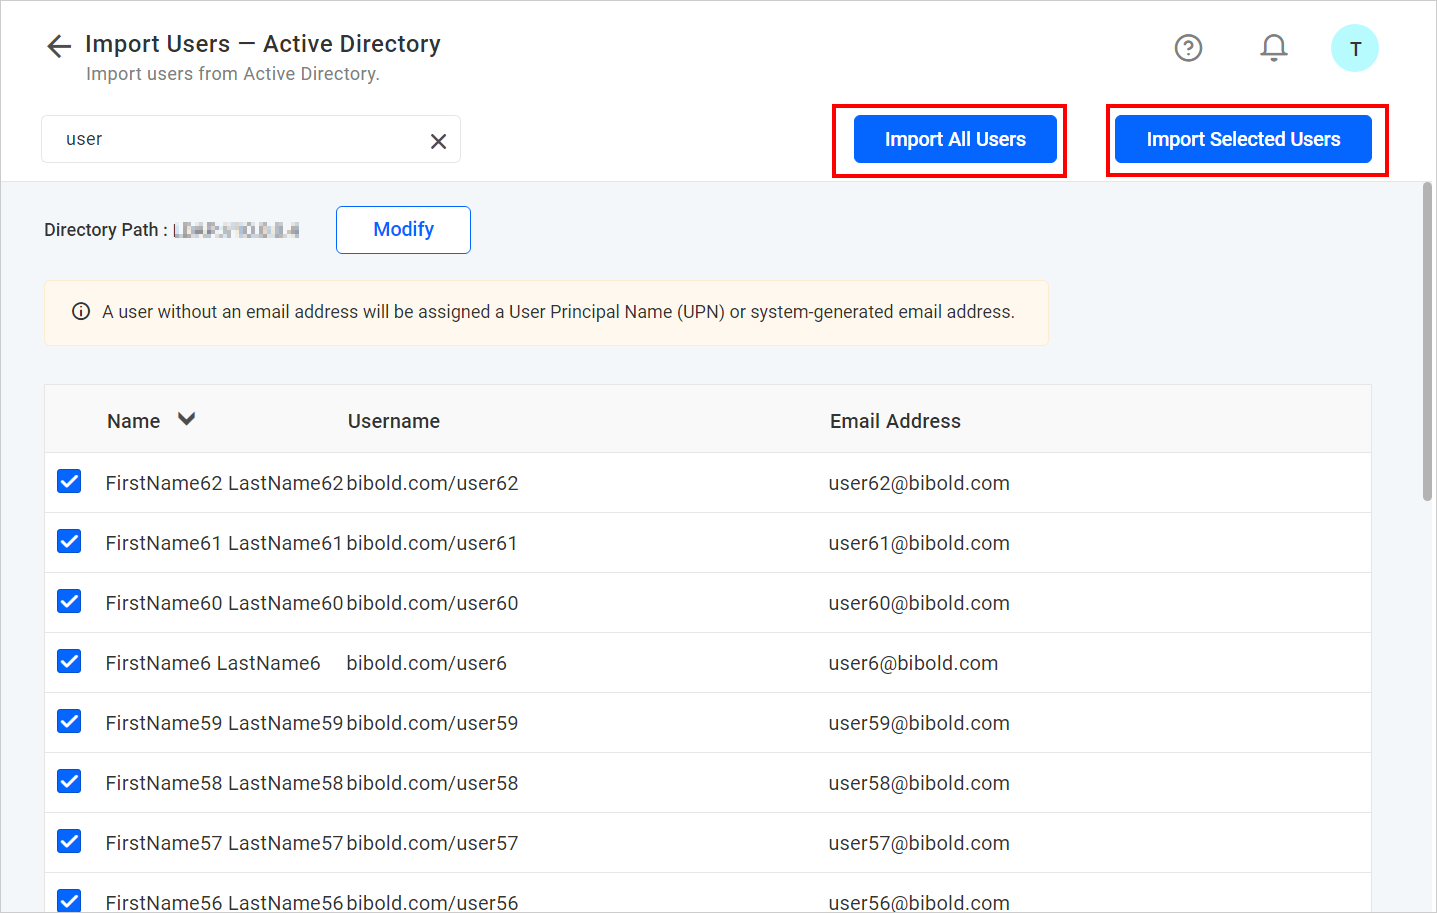 Import Users — Active Directory
Import users from Active Directory.
T
user
Import All Users
Import Selected Users
Directory Path :
Modify
A user without an email address will be assigned a User Principal Name (UPN) or system-generated email address.
Name Username Email Address
FirstName62 LastName62 bibold.com/user62 user62@bibold.com
FirstName61 LastName61 bibold.com/user61 user61@bibold.com
FirstName60 LastName60 bibold.com/user60 user60@bibold.com
FirstName6 LastName6 bibold.com/user6 user6@bibold.com
FirstName59 LastName59 bibold.com/user59 user59@bibold.com
FirstName58 LastName58 bibold.com/user58 user58@bibold.com
FirstName57 LastName57 bibold.com/user57 user57@bibold.com
FirstName56 LastName56 bibold.com/user56 user56@bibold.com